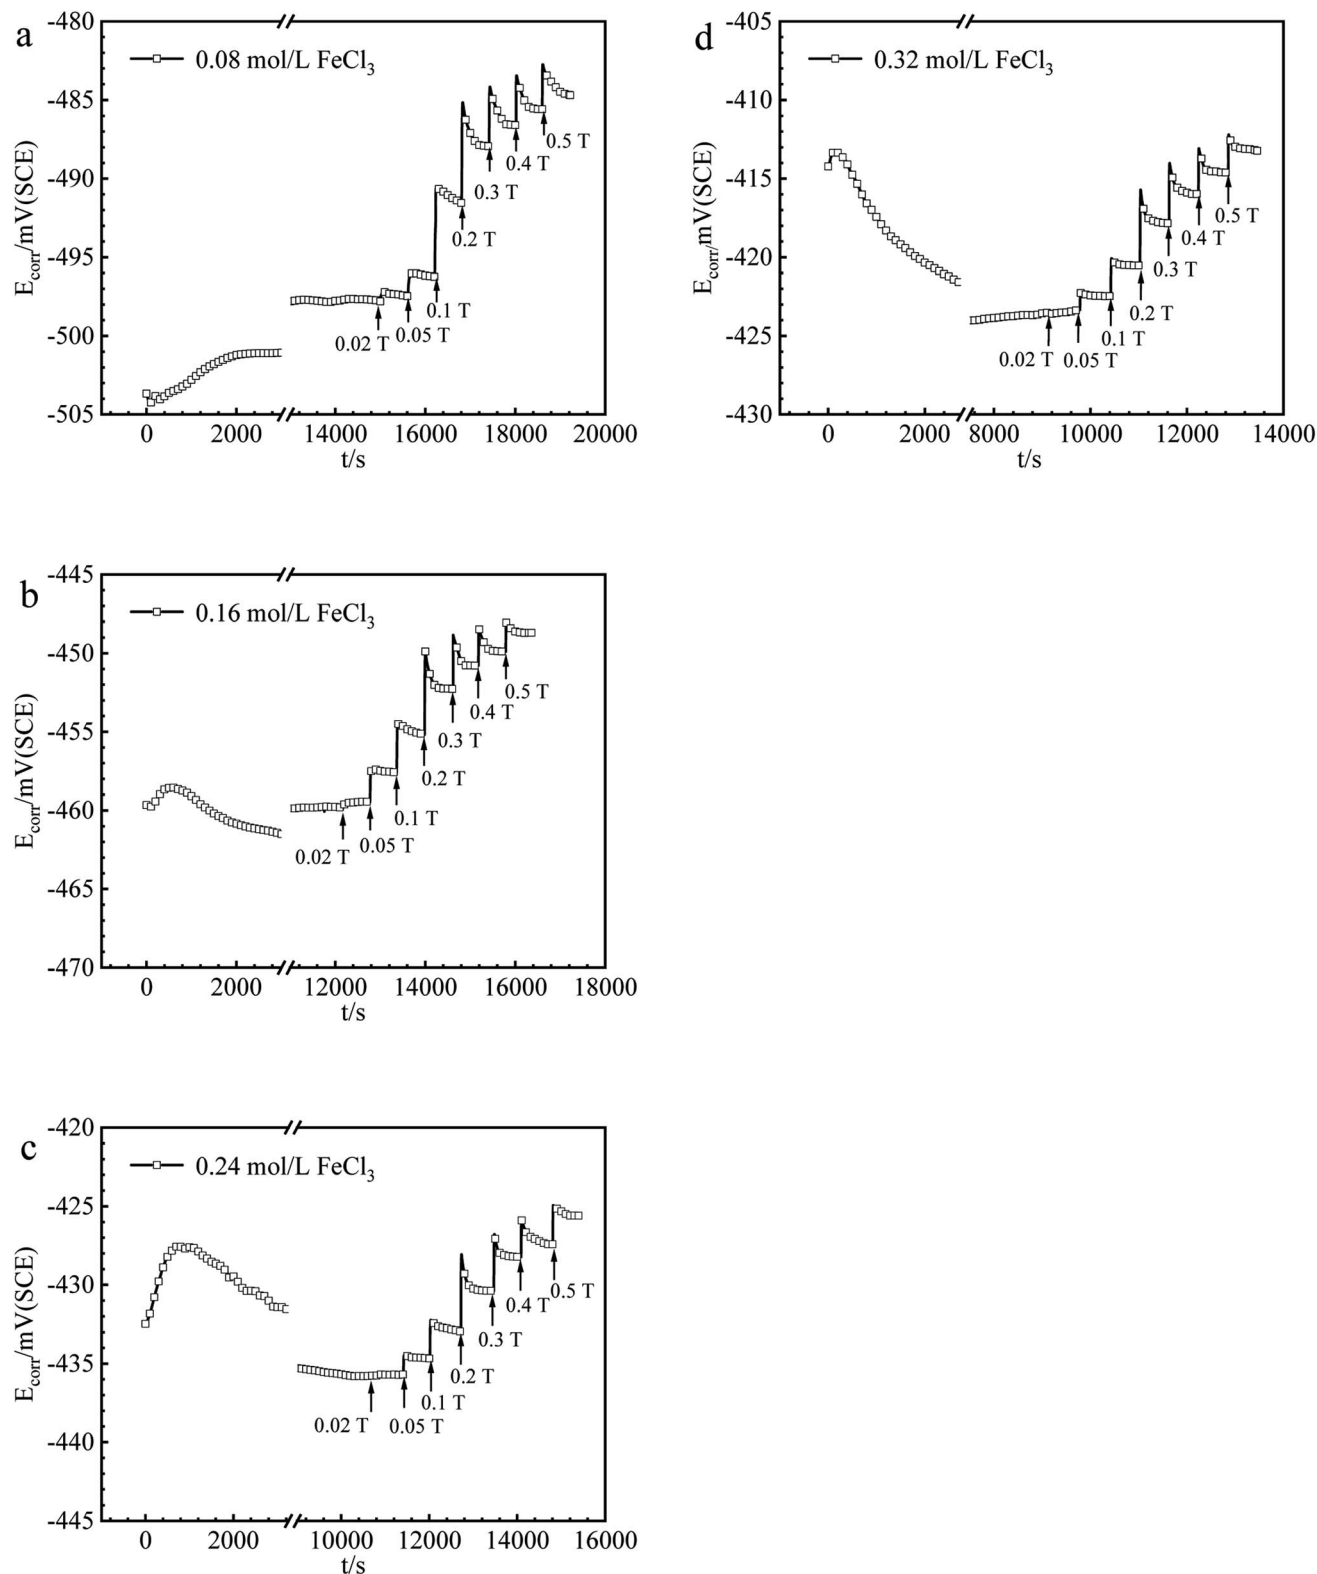 a
0.08 mol/L FeCl3
Ecorr/mV(SCE)
-480
-485
-490
-495
-500
-505
0.02 T
0.05 T
0.1 T
0.2 T
0.3 T
0.4 T
0.5 T
0 2000 14000 16000 18000 20000
t/s
d
0.32 mol/L FeCl3
Ecorr/mV(SCE)
-405
-410
-415
-420
-425
-430
0.02 T
0.05 T
0.1 T
0.2 T
0.3 T
0.4 T
0.5 T
0 2000 8000 10000 12000 14000
t/s
b
0.16 mol/L FeCl3
Ecorr/mV(SCE)
-445
-450
-455
-460
-465
-470
0.02 T
0.05 T
0.1 T
0.2 T
0.3 T
0.4 T
0.5 T
0 2000 12000 14000 16000 18000
t/s
c
0.24 mol/L FeCl3
Ecorr/mV(SCE)
-420
-425
-430
-435
-440
-445
0.02 T
0.05 T
0.1 T
0.2 T
0.3 T
0.4 T
0.5 T
0 2000 10000 12000 14000 16000
t/s